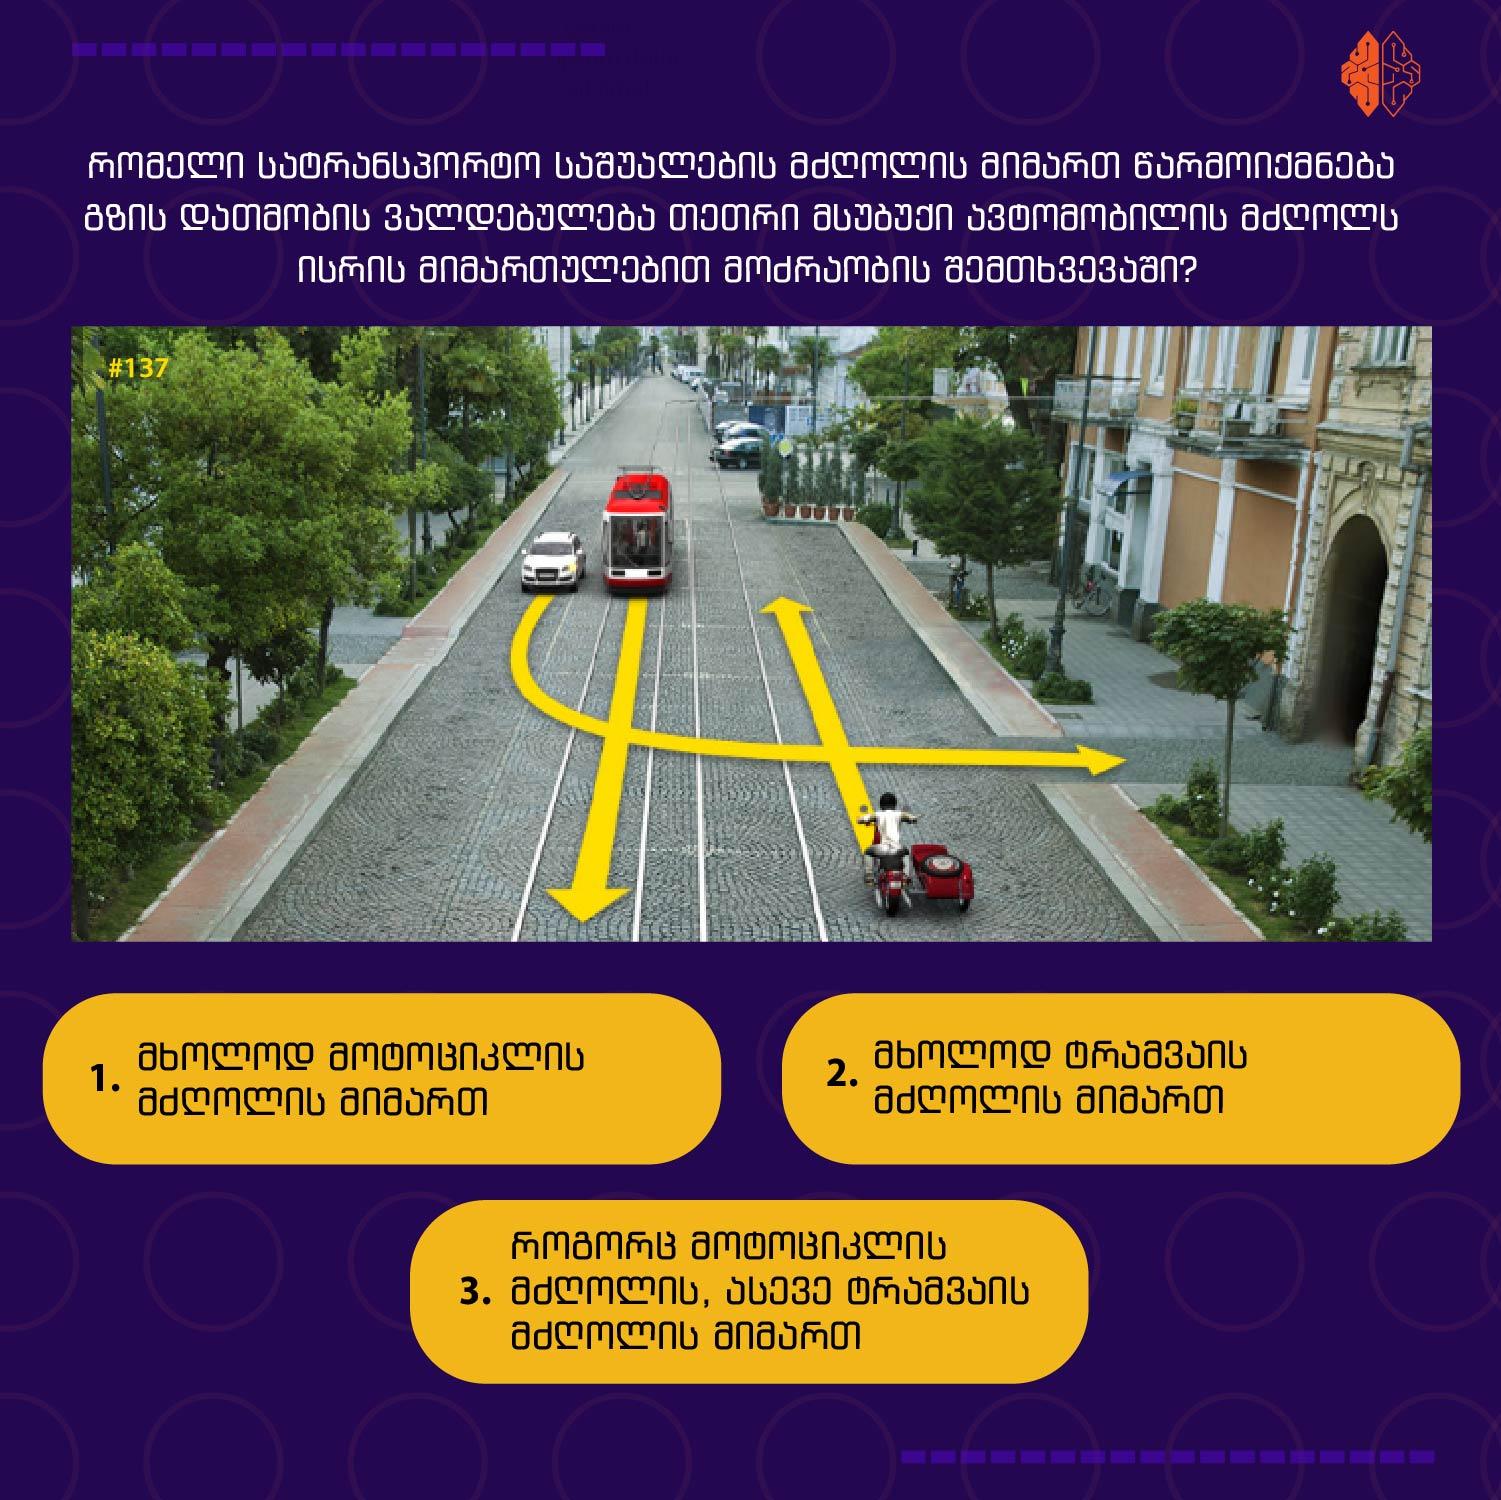 რომელი სატრანსპორტო საშუალების მძღოლის მიმართ წარმოიქმნება
გზის დათმობის ვალდებულება თეთრი მსუბუქი ავტომობილის მძღოლს
ისრის მიმართულებით მოძრაობის შემთხვევაში?
#137
1. მხოლოდ მოტოციკლის
მძღოლის მიმართ
2. მხოლოდ ტრამვაის
მძღოლის მიმართ
როგორც მოტოციკლის
3. მძღოლის, ასევე ტრამვაის
მძღოლის მიმართ